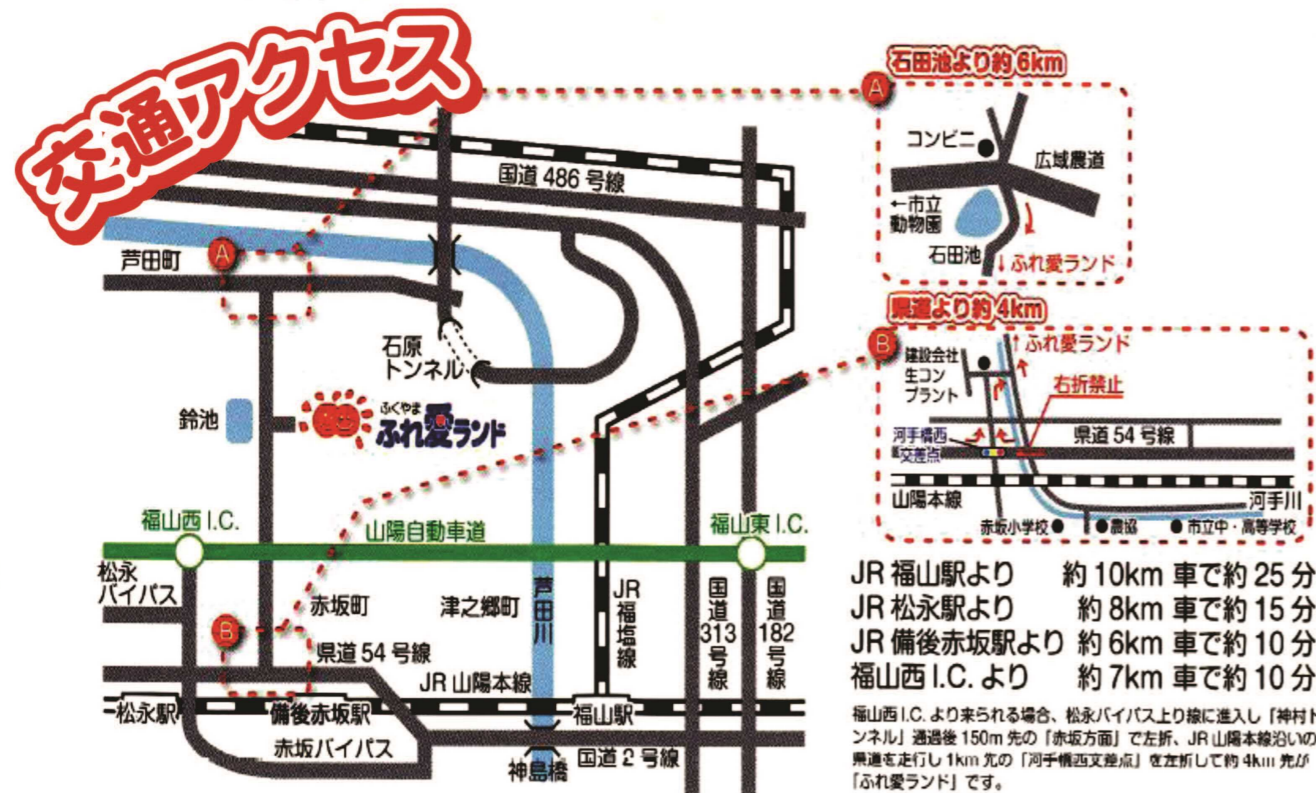 交通アクセス
石田池より約6km
A
コンビニ
広域農道
←市立
動物園
石田池
↓ふれ愛ランド
国道486号線
芦田町
A
石原
トンネル
鈴池
ふくやま
ふれ愛ランド
県道より約4km
B
↑ふれ愛ランド
建設会社
生コン
プラント
右折禁止
河手橋西
交差点
県道54号線
山陽本線
河手川
赤坂小学校
農協
市立中・高等学校
福山西I.C.
山陽自動車道
福山東I.C.
松永
バイパス
赤坂町
津之郷町
芦田川
JR福塩線
国道313号線
国道182号線
B
県道54号線
JR山陽本線
松永駅
備後赤坂駅
福山駅
赤坂バイパス
神島橋
国道2号線
JR福山駅より 約10km 車で約25分
JR松永駅より 約8km 車で約15分
JR備後赤坂駅より 約6km 車で約10分
福山西I.C.より 約7km 車で約10分
福山西I.C.より来られる場合、松永バイパス上り線に進入し「神村ト
ンネル」通過後150m先の「赤坂方面」で左折、JR山陽本線沿いの
県道を走行し1km先の「河手橋西交差点」を左折して約4km先が
「ふれ愛ランド」です。